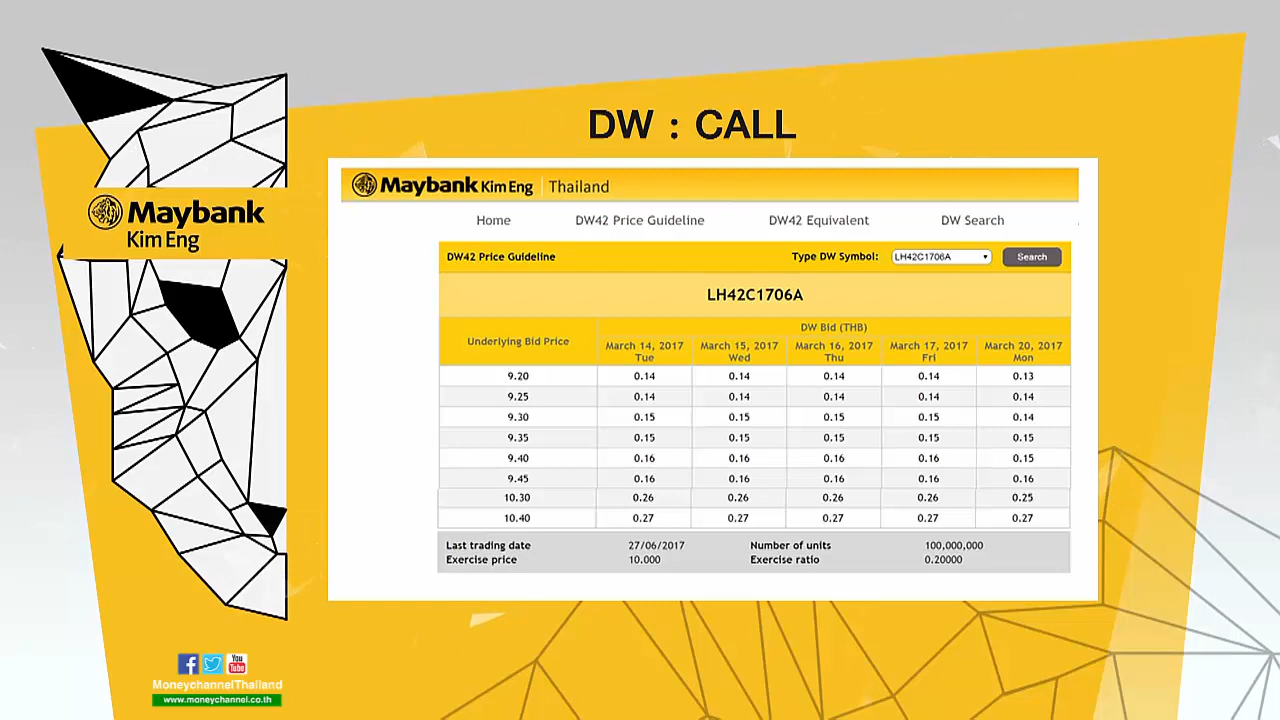 DW : CALL
Maybank
Kim Eng
Maybank Kim Eng Thailand
Home DW42 Price Guideline DW42 Equivalent DW Search
DW42 Price Guideline Type DW Symbol: LH42C1706A Search
LH42C1706A
Underlying Bid Price DW Bid (THB)
March 14, 2017 March 15, 2017 March 16, 2017 March 17, 2017 March 20, 2017
Tue Wed Thu Fri Mon
9.20 0.14 0.14 0.14 0.14 0.13
9.25 0.14 0.14 0.14 0.14 0.14
9.30 0.15 0.15 0.15 0.15 0.14
9.35 0.15 0.15 0.15 0.15 0.15
9.40 0.16 0.16 0.16 0.16 0.15
9.45 0.16 0.16 0.16 0.16 0.16
10.30 0.26 0.26 0.26 0.26 0.25
10.40 0.27 0.27 0.27 0.27 0.27
Last trading date 27/06/2017 Number of units 100,000,000
Exercise price 10.000 Exercise ratio 0.20000
You Tube
MoneychannelThailand
www.moneychannel.co.th